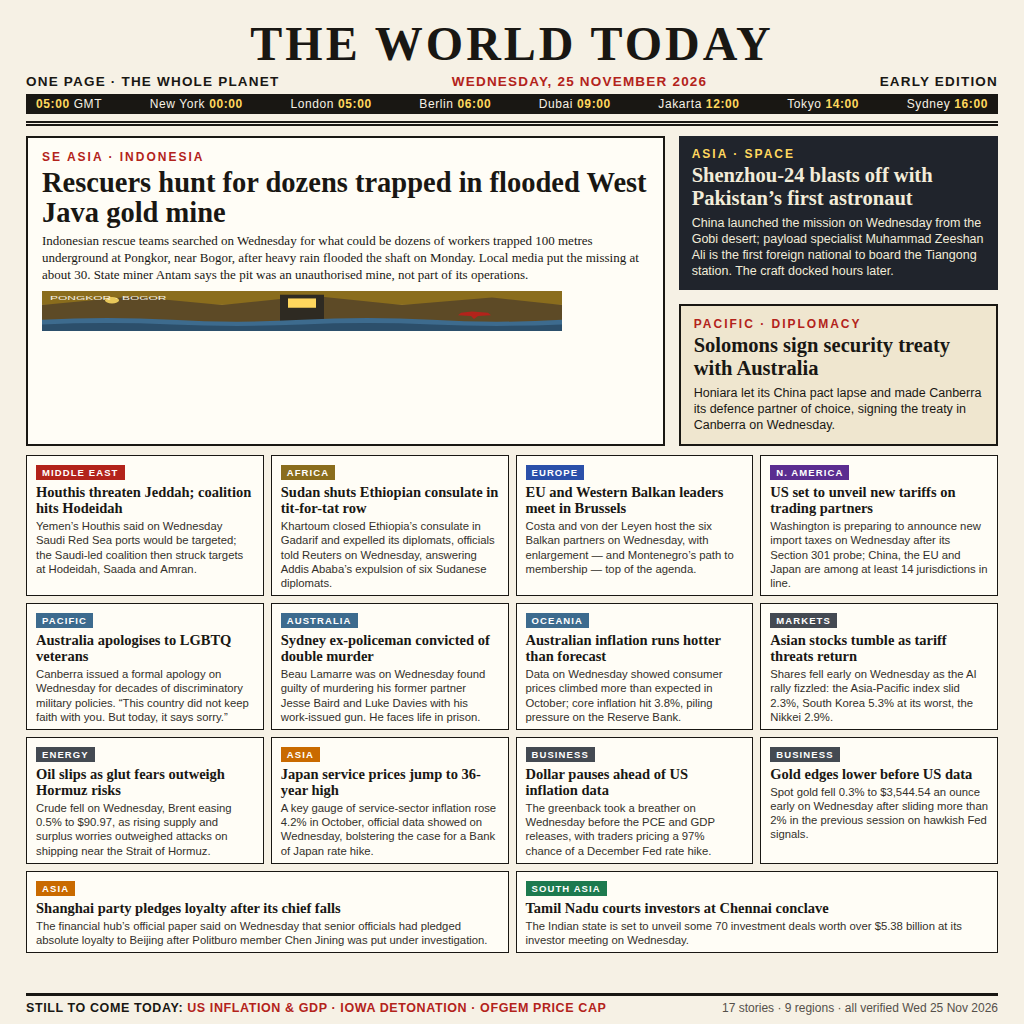 THE WORLD TODAY
ONE PAGE · THE WHOLE PLANET
WEDNESDAY, 25 NOVEMBER 2026
EARLY EDITION
05:00 GMT New York 00:00 London 05:00 Berlin 06:00 Dubai 09:00 Jakarta 12:00 Tokyo 14:00 Sydney 16:00
SE ASIA · INDONESIA
Rescuers hunt for dozens trapped in flooded West
Java gold mine
Indonesian rescue teams searched on Wednesday for what could be dozens of workers trapped 100 metres
underground at Pongkor, near Bogor, after heavy rain flooded the shaft on Monday. Local media put the missing at
about 30. State miner Antam says the pit was an unauthorised mine, not part of its operations.
PONGKOR · BOGOR
ASIA · SPACE
Shenzhou-24 blasts off with
Pakistan’s first astronaut
China launched the mission on Wednesday from the
Gobi desert; payload specialist Muhammad Zeeshan
Ali is the first foreign national to board the Tiangong
station. The craft docked hours later.
PACIFIC · DIPLOMACY
Solomons sign security treaty
with Australia
Honiara let its China pact lapse and made Canberra
its defence partner of choice, signing the treaty in
Canberra on Wednesday.
MIDDLE EAST
Houthis threaten Jeddah; coalition
hits Hodeidah
Yemen’s Houthis said on Wednesday
Saudi Red Sea ports would be targeted;
the Saudi-led coalition then struck targets
at Hodeidah, Saada and Amran.
AFRICA
Sudan shuts Ethiopian consulate in
tit-for-tat row
Khartoum closed Ethiopia’s consulate in
Gadarif and expelled its diplomats, officials
told Reuters on Wednesday, answering
Addis Ababa’s expulsion of six Sudanese
diplomats.
EUROPE
EU and Western Balkan leaders
meet in Brussels
Costa and von der Leyen host the six
Balkan partners on Wednesday, with
enlargement — and Montenegro’s path to
membership — top of the agenda.
N. AMERICA
US set to unveil new tariffs on
trading partners
Washington is preparing to announce new
import taxes on Wednesday after its
Section 301 probe; China, the EU and
Japan are among at least 14 jurisdictions in
line.
PACIFIC
Australia apologises to LGBTQ
veterans
Canberra issued a formal apology on
Wednesday for decades of discriminatory
military policies. “This country did not keep
faith with you. But today, it says sorry.”
AUSTRALIA
Sydney ex-policeman convicted of
double murder
Beau Lamarre was on Wednesday found
guilty of murdering his former partner
Jesse Baird and Luke Davies with his
work-issued gun. He faces life in prison.
OCEANIA
Australian inflation runs hotter
than forecast
Data on Wednesday showed consumer
prices climbed more than expected in
October; core inflation hit 3.8%, piling
pressure on the Reserve Bank.
MARKETS
Asian stocks tumble as tariff
threats return
Shares fell early on Wednesday as the AI
rally fizzled: the Asia-Pacific index slid
2.3%, South Korea 5.3% at its worst, the
Nikkei 2.9%.
ENERGY
Oil slips as glut fears outweigh
Hormuz risks
Crude fell on Wednesday, Brent easing
0.5% to $90.97, as rising supply and
surplus worries outweighed attacks on
shipping near the Strait of Hormuz.
ASIA
Japan service prices jump to 36-
year high
A key gauge of service-sector inflation rose
4.2% in October, official data showed on
Wednesday, bolstering the case for a Bank
of Japan rate hike.
BUSINESS
Dollar pauses ahead of US
inflation data
The greenback took a breather on
Wednesday before the PCE and GDP
releases, with traders pricing a 97%
chance of a December Fed rate hike.
BUSINESS
Gold edges lower before US data
Spot gold fell 0.3% to $3,544.54 an ounce
early on Wednesday after sliding more than
2% in the previous session on hawkish Fed
signals.
ASIA
Shanghai party pledges loyalty after its chief falls
The financial hub’s official paper said on Wednesday that senior officials had pledged
absolute loyalty to Beijing after Politburo member Chen Jining was put under investigation.
SOUTH ASIA
Tamil Nadu courts investors at Chennai conclave
The Indian state is set to unveil some 70 investment deals worth over $5.38 billion at its
investor meeting on Wednesday.
STILL TO COME TODAY: US INFLATION & GDP · IOWA DETONATION · OFGEM PRICE CAP
17 stories · 9 regions · all verified Wed 25 Nov 2026